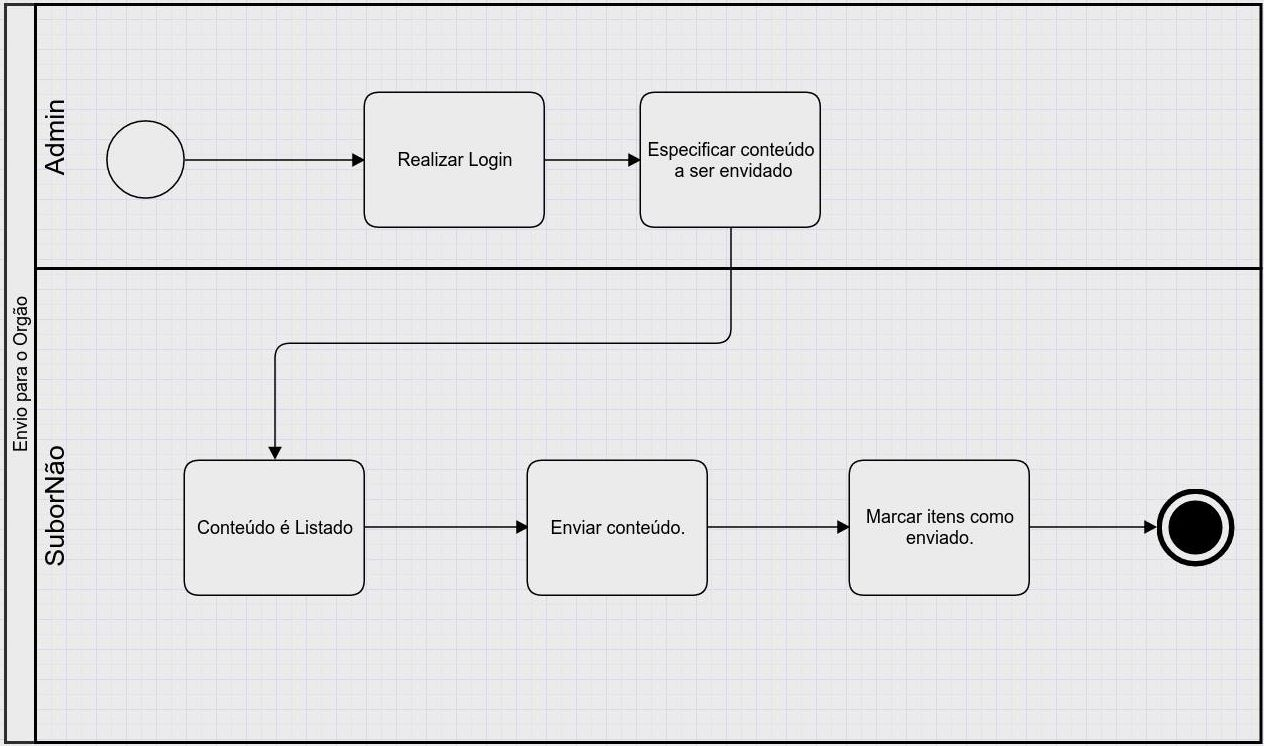 Envio para o Orgão
Admin
Realizar Login
Especificar conteúdo
a ser envidado
SuborNão
Conteúdo é Listado
Enviar conteúdo.
Marcar itens como
enviado.